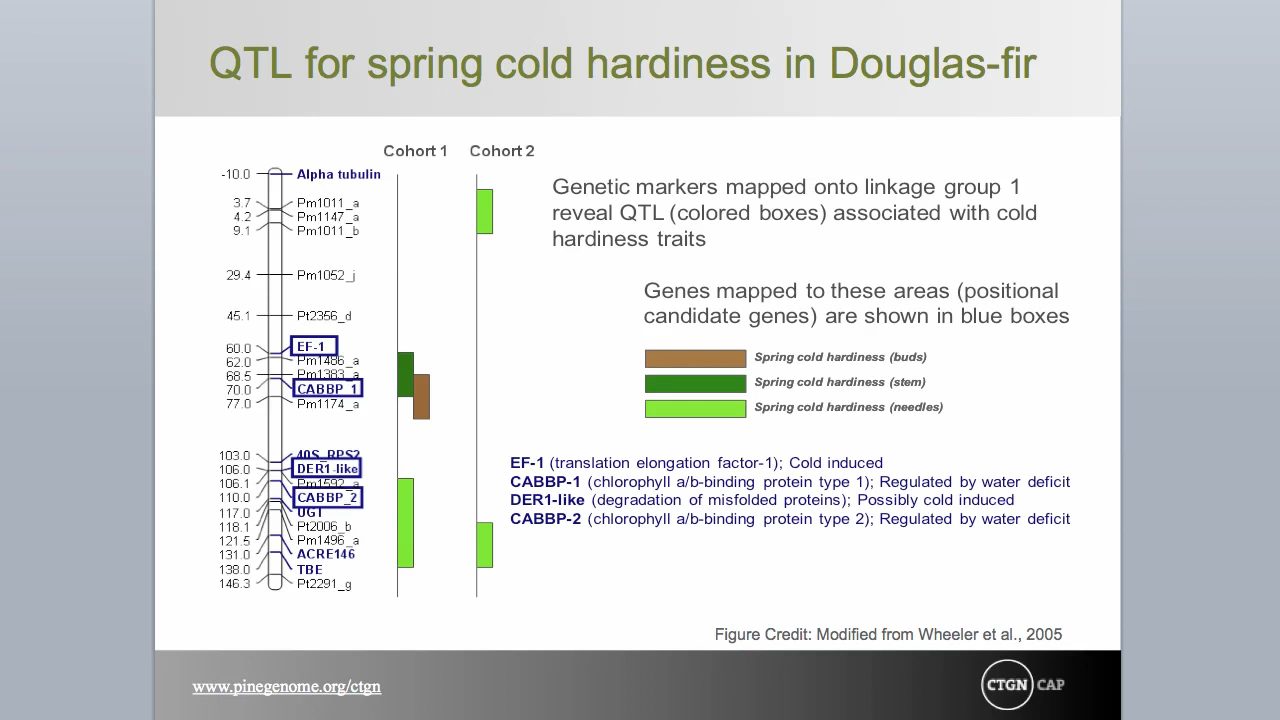 QTL for spring cold hardiness in Douglas-fir
Cohort 1
Cohort 2
-10.0 Alpha tubulin
3.7 Pm1011_a
4.2 Pm1147_a
9.1 Pm1011_b
29.4 Pm1052_j
45.1 Pt2356_d
60.0 EF-1
62.0 Pm1486_a
68.5 Pm1383_a
70.0 CABBP_1
77.0 Pm1174_a
103.0 40S_RPS2
106.0 DER1-like
106.1 Pm1592_a
110.0 CABBP_2
117.0 UGT
118.1 Pt2006_b
121.5 Pm1496_a
131.0 ACRE146
138.0 TBE
146.3 Pt2291_g
Genetic markers mapped onto linkage group 1
reveal QTL (colored boxes) associated with cold
hardiness traits
Genes mapped to these areas (positional
candidate genes) are shown in blue boxes
Spring cold hardiness (buds)
Spring cold hardiness (stem)
Spring cold hardiness (needles)
EF-1 (translation elongation factor-1); Cold induced
CABBP-1 (chlorophyll a/b-binding protein type 1); Regulated by water deficit
DER1-like (degradation of misfolded proteins); Possibly cold induced
CABBP-2 (chlorophyll a/b-binding protein type 2); Regulated by water deficit
Figure Credit: Modified from Wheeler et al., 2005
www.pinegenome.org/ctgn
CTGN CAP